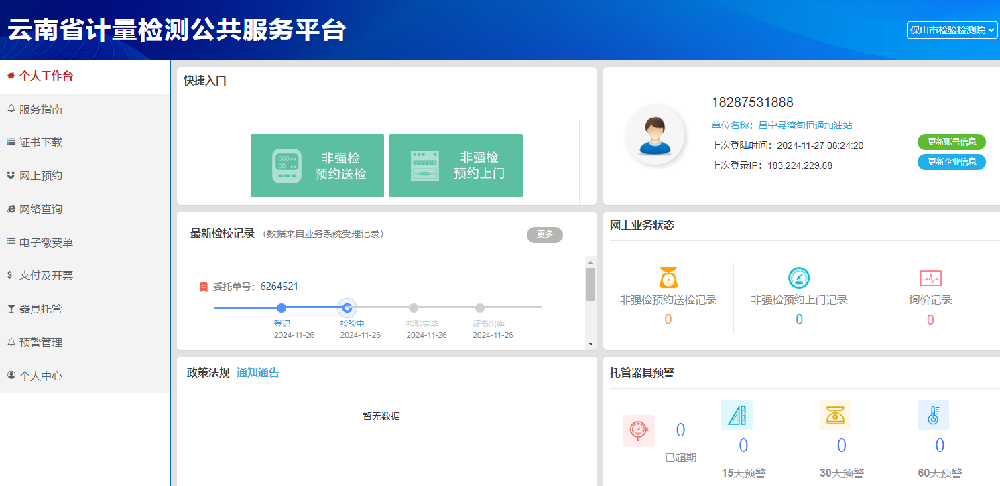 云南省计量检测公共服务平台
保山市检验检测院
个人工作台
服务指南
证书下载
网上预约
网络查询
电子缴费单
支付及开票
器具托管
预警管理
个人中心
快捷入口
非强检
预约送检
非强检
预约上门
18287531888
单位名称：昌宁县湾甸恒通加油站
上次登陆时间：2024-11-27 08:24:20
上次登录IP：183.224.229.88
更新账号信息
更新企业信息
最新检校记录 （数据来自业务系统受理记录）
更多
委托单号：6264521
登记 检验中 检验完毕 证书出库
2024-11-26 2024-11-26 2024-11-26 2024-11-26
网上业务状态
非强检预约送检记录 非强检预约上门记录 询价记录
0 0 0
政策法规 通知通告
暂无数据
托管器具预警
0
已超期
0 0 0
15天预警 30天预警 60天预警